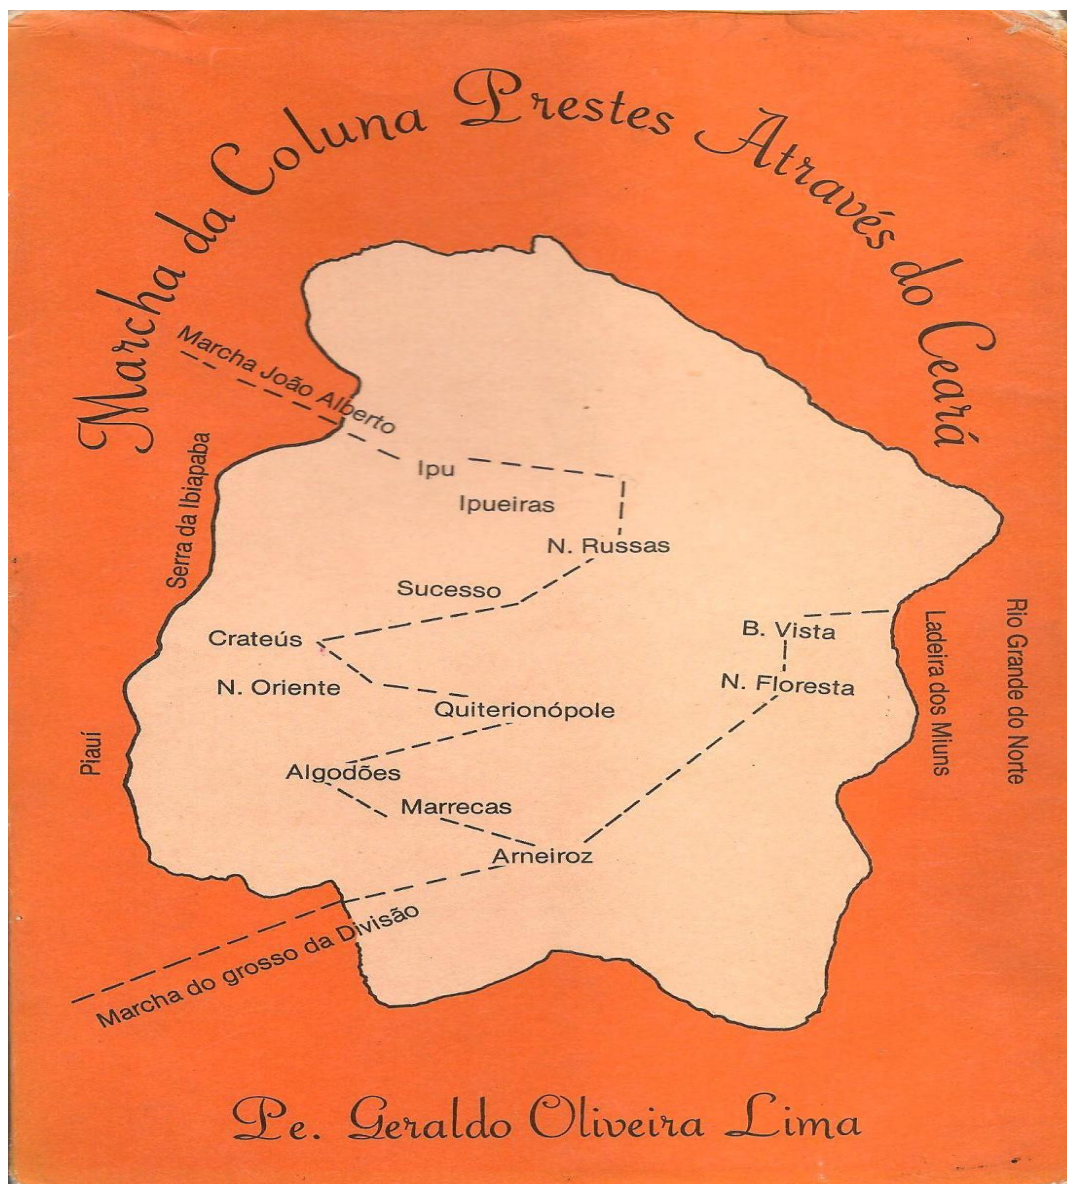 Marcha da Coluna Prestes Através do Ceará
Marcha João Alberto
Serra da Ibiapaba
Ipu
Ipueiras
N. Russas
Sucesso
Crateús
B. Vista
N. Oriente
N. Floresta
Quiterionópole
Ladeira dos Miuns
Rio Grande do Norte
Piauí
Algodões
Marrecas
Arneiroz
Marcha do grosso da Divisão
Pe. Geraldo Oliveira Lima